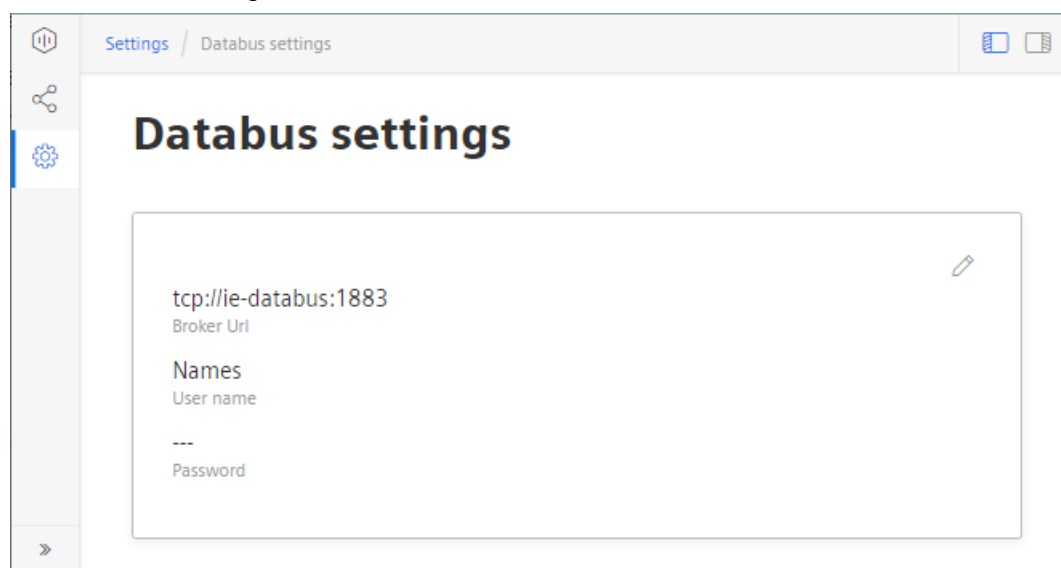 Settings / Databus settings
Databus settings
tcp://ie-databus:1883
Broker Url
Names
User name
---
Password